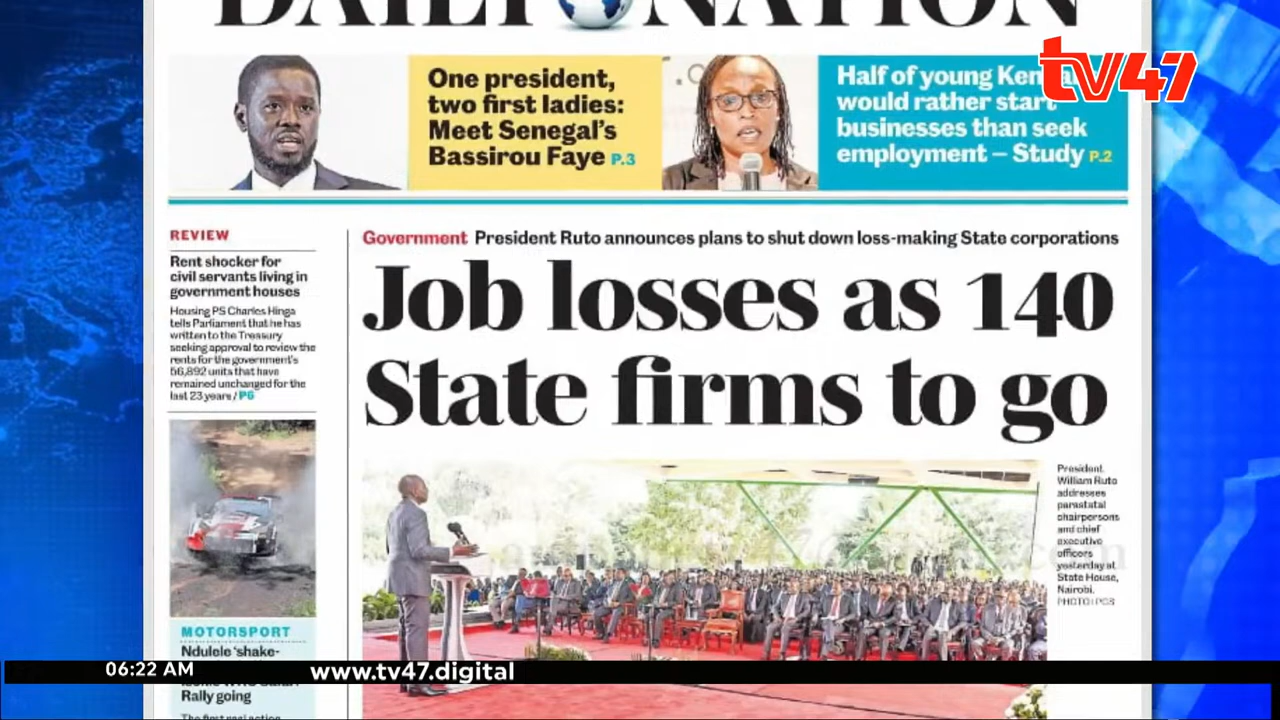 DAILY NATION
tv47
One president,
two first ladies:
Meet Senegal's
Bassirou Faye P.3
Half of young
would rather start
businesses than seek
employment – Study P.2
REVIEW
Rent shocker for
civil servants living in
government houses
Housing PS Charles Hinga
tells Parliament that he has
written to the Treasury
seeking approval to review the
rents for the government's
56,892 units that have
remained unchanged for the
last 23 years / P6
Government President Ruto announces plans to shut down loss-making State corporations
Job losses as 140
State firms to go
President
William Ruto
addresses
parastatal
chairpersons
and chief
executive
officers
yesterday at
State House,
Nairobi.
PHOTO | PCS
MOTORSPORT
Ndulele 'shake-
Rally going
06:22 AM
www.tv47.digital